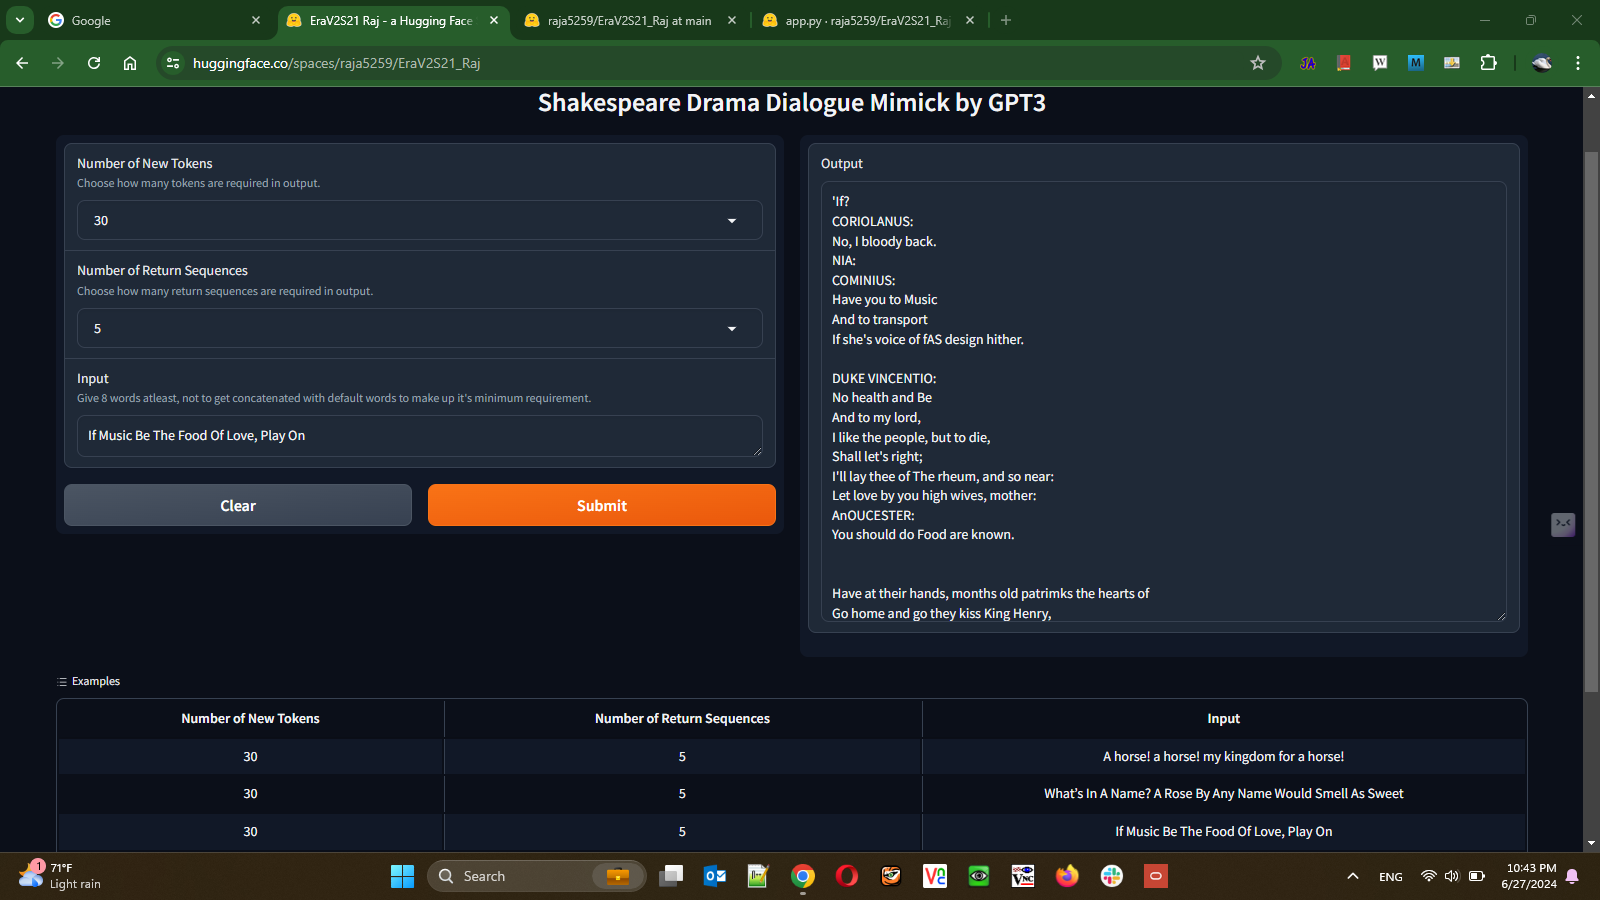 Google
EraV2S21 Raj - a Hugging Face
raja5259/EraV2S21_Raj at main
app.py · raja5259/EraV2S21_Raj
huggingface.co/spaces/raja5259/EraV2S21_Raj
Shakespeare Drama Dialogue Mimick by GPT3
Number of New Tokens
Choose how many tokens are required in output.
30
Number of Return Sequences
Choose how many return sequences are required in output.
5
Input
Give 8 words atleast, not to get concatenated with default words to make up it's minimum requirement.
If Music Be The Food Of Love, Play On
Clear
Submit
Output
'If?
CORIOLANUS:
No, I bloody back.
NIA:
COMINIUS:
Have you to Music
And to transport
If she's voice of fAS design hither.
DUKE VINCENTIO:
No health and Be
And to my lord,
I like the people, but to die,
Shall let's right;
I'll lay thee of The rheum, and so near:
Let love by you high wives, mother:
AnOUCESTER:
You should do Food are known.
Have at their hands, months old patrimks the hearts of
Go home and go they kiss King Henry,
Examples
Number of New Tokens
Number of Return Sequences
Input
30
5
A horse! a horse! my kingdom for a horse!
30
5
What's In A Name? A Rose By Any Name Would Smell As Sweet
30
5
If Music Be The Food Of Love, Play On
1
71°F
Light rain
Search
ENG
10:43 PM
6/27/2024